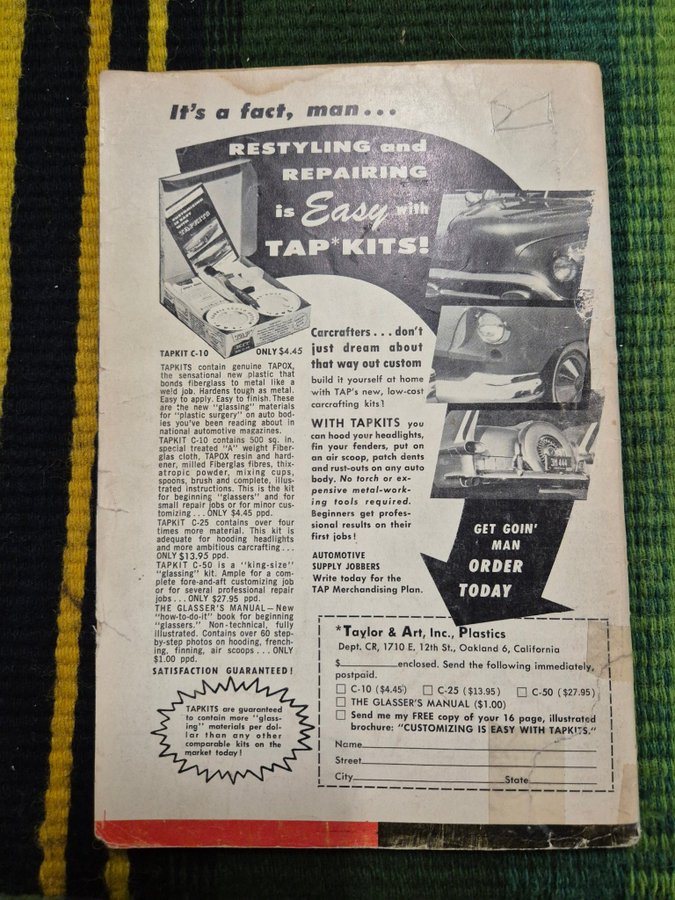 It's a fact, man...
RESTYLING and
REPAIRING
is Easy with
TAP*KITS!
TAPKIT C-10 ONLY $4.45
TAPKITS contain genuine TAPOX,
the sensational new plastic that
bonds fiberglass to metal like a
weld job. Hardens tough as metal.
Easy to apply. Easy to finish. These
are the new "glassing" materials
for "plastic surgery" on auto bod-
ies you've been reading about in
national automotive magazines.
TAPKIT C-10 contains 500 sq. in.
special treated "A" weight Fiber-
glas cloth, TAPOX resin and hard-
ener, milled Fiberglas fibres, thix-
atropic powder, mixing cups,
spoons, brush and complete, illus-
trated instructions. This is the kit
for beginning "glassers" and for
small repair jobs or for minor cus-
tomizing ... ONLY $4.45 ppd.
TAPKIT C-25 contains over four
times more material. This kit is
adequate for hooding headlights
and more ambitious carcrafting...
ONLY $13.95 ppd.
TAPKIT C-50 is a "king-size"
"glassing" kit. Ample for a com-
plete fore-and-aft customizing job
or for several professional repair
jobs ... ONLY $27.95 ppd.
THE GLASSER'S MANUAL—New
"how-to-do-it" book for beginning
"glassers." Non-technical, fully
illustrated. Contains over 60 step-
by-step photos on hooding, french-
ing, finning, air scoops ... ONLY
$1.00 ppd.
SATISFACTION GUARANTEED!
TAPKITS are guaranteed
to contain more "glass-
ing" materials per dol-
lar than any other
comparable kits on the
market today!
Carcrafters ... don't
just dream about
that way out custom
build it yourself at home
with TAP's new, low-cost
carcrafting kits!
WITH TAPKITS you
can hood your headlights,
fin your fenders, put on
an air scoop, patch dents
and rust-outs on any auto
body. No torch or ex-
pensive metal-work-
ing tools required.
Beginners get profes-
sional results on their
first jobs!
AUTOMOTIVE
SUPPLY JOBBERS
Write today for the
TAP Merchandising Plan.
GET GOIN'
MAN
ORDER
TODAY
*Taylor & Art, Inc., Plastics
Dept. CR, 1710 E. 12th St., Oakland 6, California
$ enclosed. Send the following immediately,
postpaid.
C-10 ($4.45) C-25 ($13.95) C-50 ($27.95)
THE GLASSER'S MANUAL ($1.00)
Send me my FREE copy of your 16 page, illustrated
brochure: "CUSTOMIZING IS EASY WITH TAPKITS."
Name
Street
City State